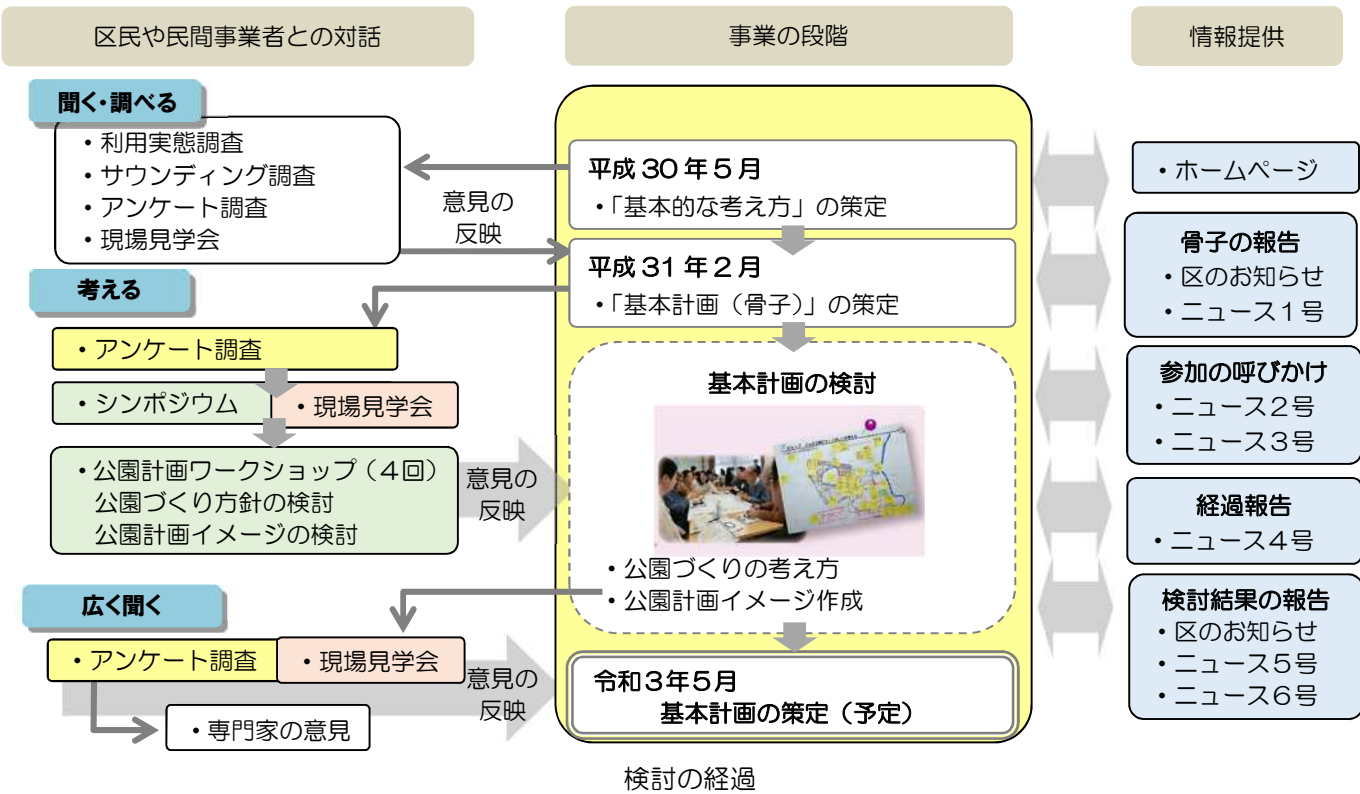 区民や民間事業者との対話
事業の段階
情報提供
聞く・調べる
・利用実態調査
・サウンディング調査
・アンケート調査
・現場見学会
意見の
反映
考える
・アンケート調査
・シンポジウム
・現場見学会
・公園計画ワークショップ（４回）
公園づくり方針の検討
公園計画イメージの検討
意見の
反映
広く聞く
・アンケート調査
・現場見学会
意見の
反映
・専門家の意見
平成30年5月
・「基本的な考え方」の策定
平成31年2月
・「基本計画（骨子）」の策定
基本計画の検討
・公園づくりの考え方
・公園計画イメージ作成
令和３年５月
基本計画の策定（予定）
・ホームページ
骨子の報告
・区のお知らせ
・ニュース１号
参加の呼びかけ
・ニュース２号
・ニュース３号
経過報告
・ニュース４号
検討結果の報告
・区のお知らせ
・ニュース５号
・ニュース６号
検討の経過